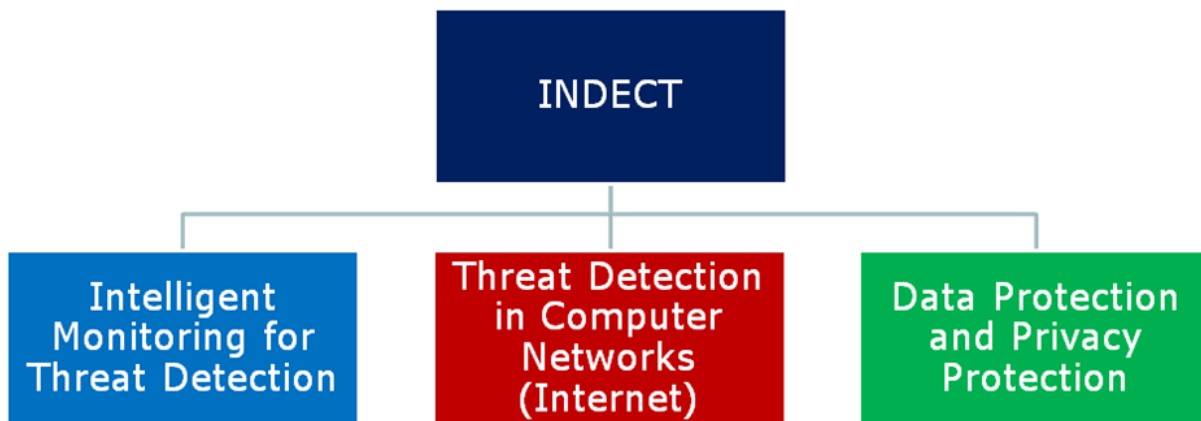 INDECT
Intelligent
Monitoring for
Threat Detection
Threat Detection
in Computer
Networks
(Internet)
Data Protection
and Privacy
Protection